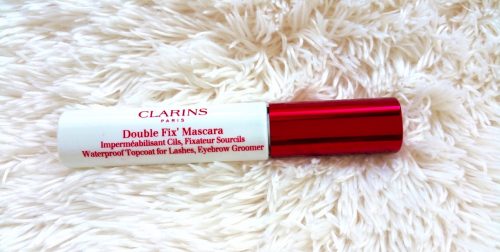 CLARINS
PARIS
Double Fix' Mascara
Imperméabilisant Cils, Fixateur Sourcils
Waterproof Topcoat for Lashes, Eyebrow Groomer